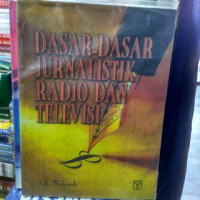 DASAR-DASAR
JURNALISTIK
RADIO DAN
TELEVISI